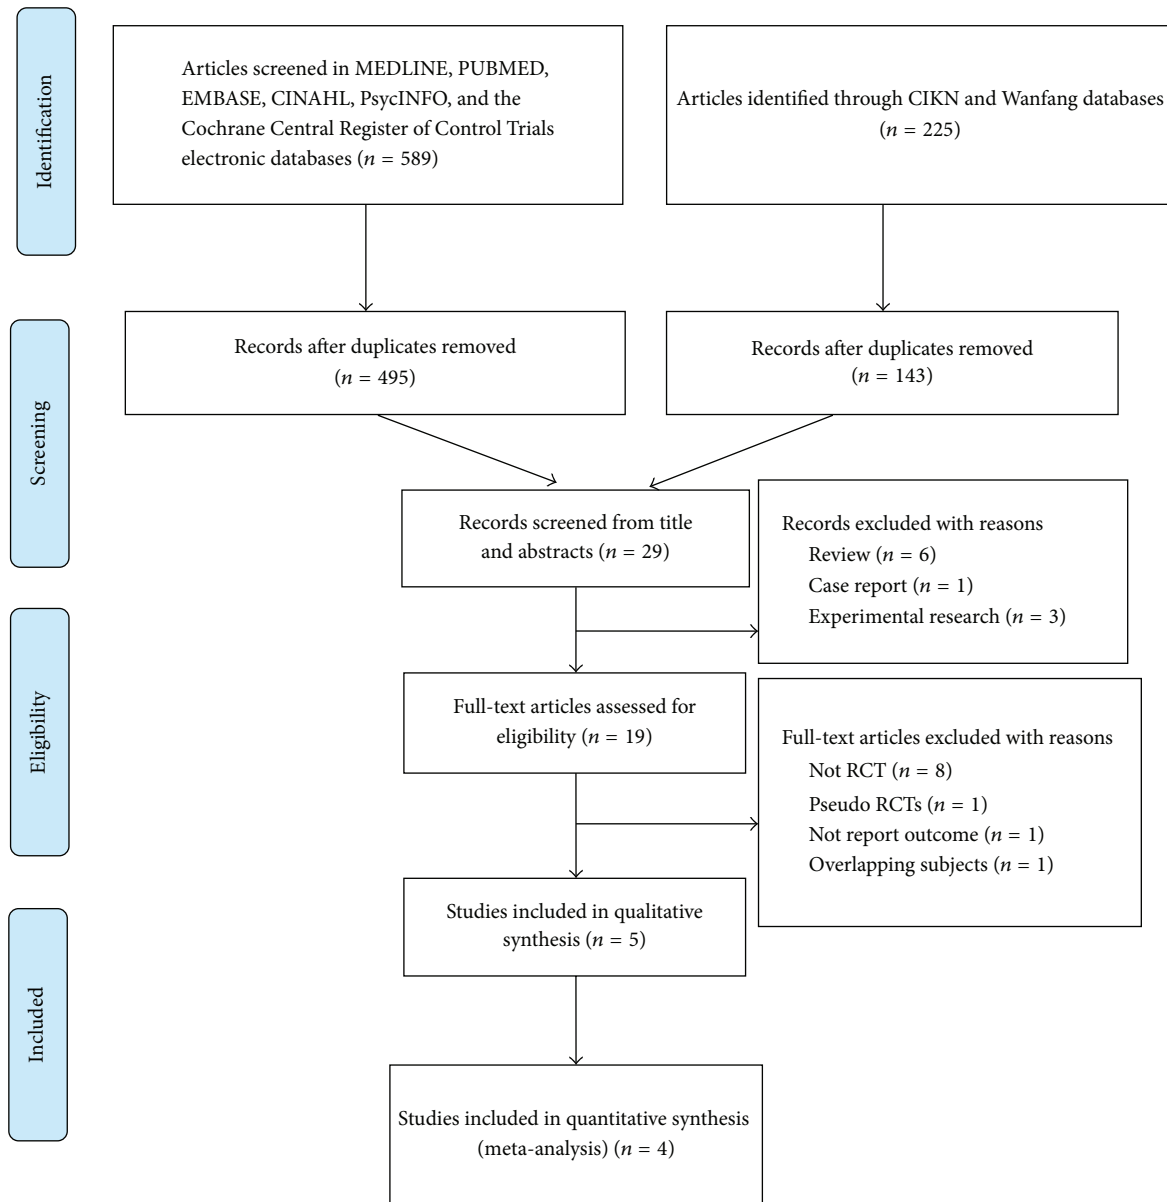 Identification
Articles screened in MEDLINE, PUBMED,
EMBASE, CINAHL, PsycINFO, and the
Cochrane Central Register of Control Trials
electronic databases (n = 589)
Articles identified through CIKN and Wanfang databases
(n = 225)
Screening
Records after duplicates removed
(n = 495)
Records after duplicates removed
(n = 143)
Records screened from title
and abstracts (n = 29)
Records excluded with reasons
Review (n = 6)
Case report (n = 1)
Experimental research (n = 3)
Eligibility
Full-text articles assessed for
eligibility (n = 19)
Full-text articles excluded with reasons
Not RCT (n = 8)
Pseudo RCTs (n = 1)
Not report outcome (n = 1)
Overlapping subjects (n = 1)
Studies included in qualitative
synthesis (n = 5)
Included
Studies included in quantitative synthesis
(meta-analysis) (n = 4)